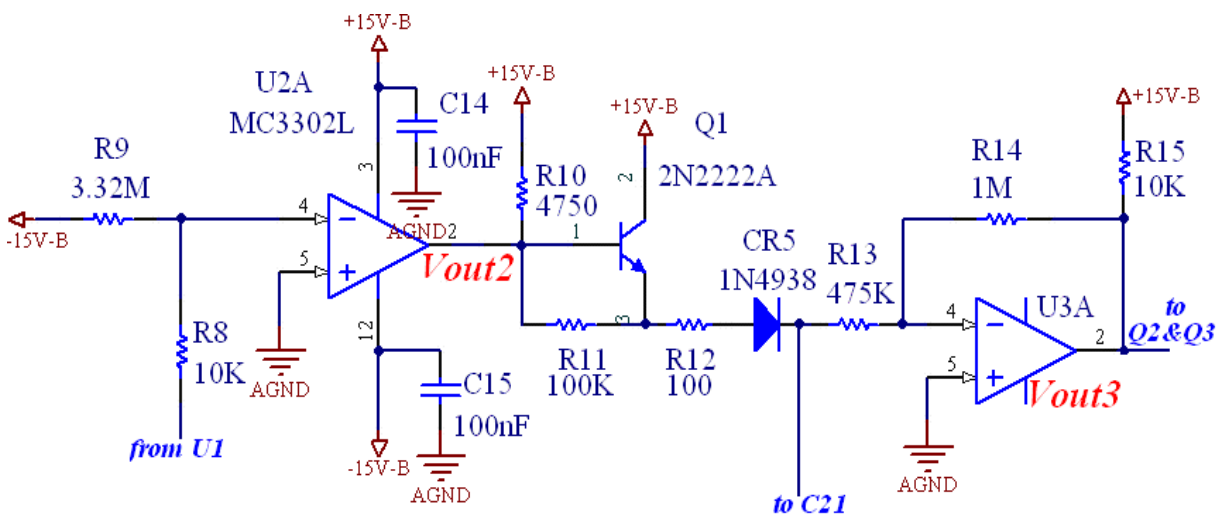 +15V-B
U2A
MC3302L
C14
100nF
+15V-B
+15V-B
Q1
+15V-B
R9
3.32M
3
2
2N2222A
R10
4750
R14
1M
R15
10K
-15V-B
4
AGND
2
1
5
Vout2
CR5
1N4938
R13
475K
U3A
to
Q2&Q3
4
2
5
R8
10K
AGND
12
3
R11
100K
R12
100
Vout3
C15
100nF
from U1
-15V-B
AGND
to C21
AGND